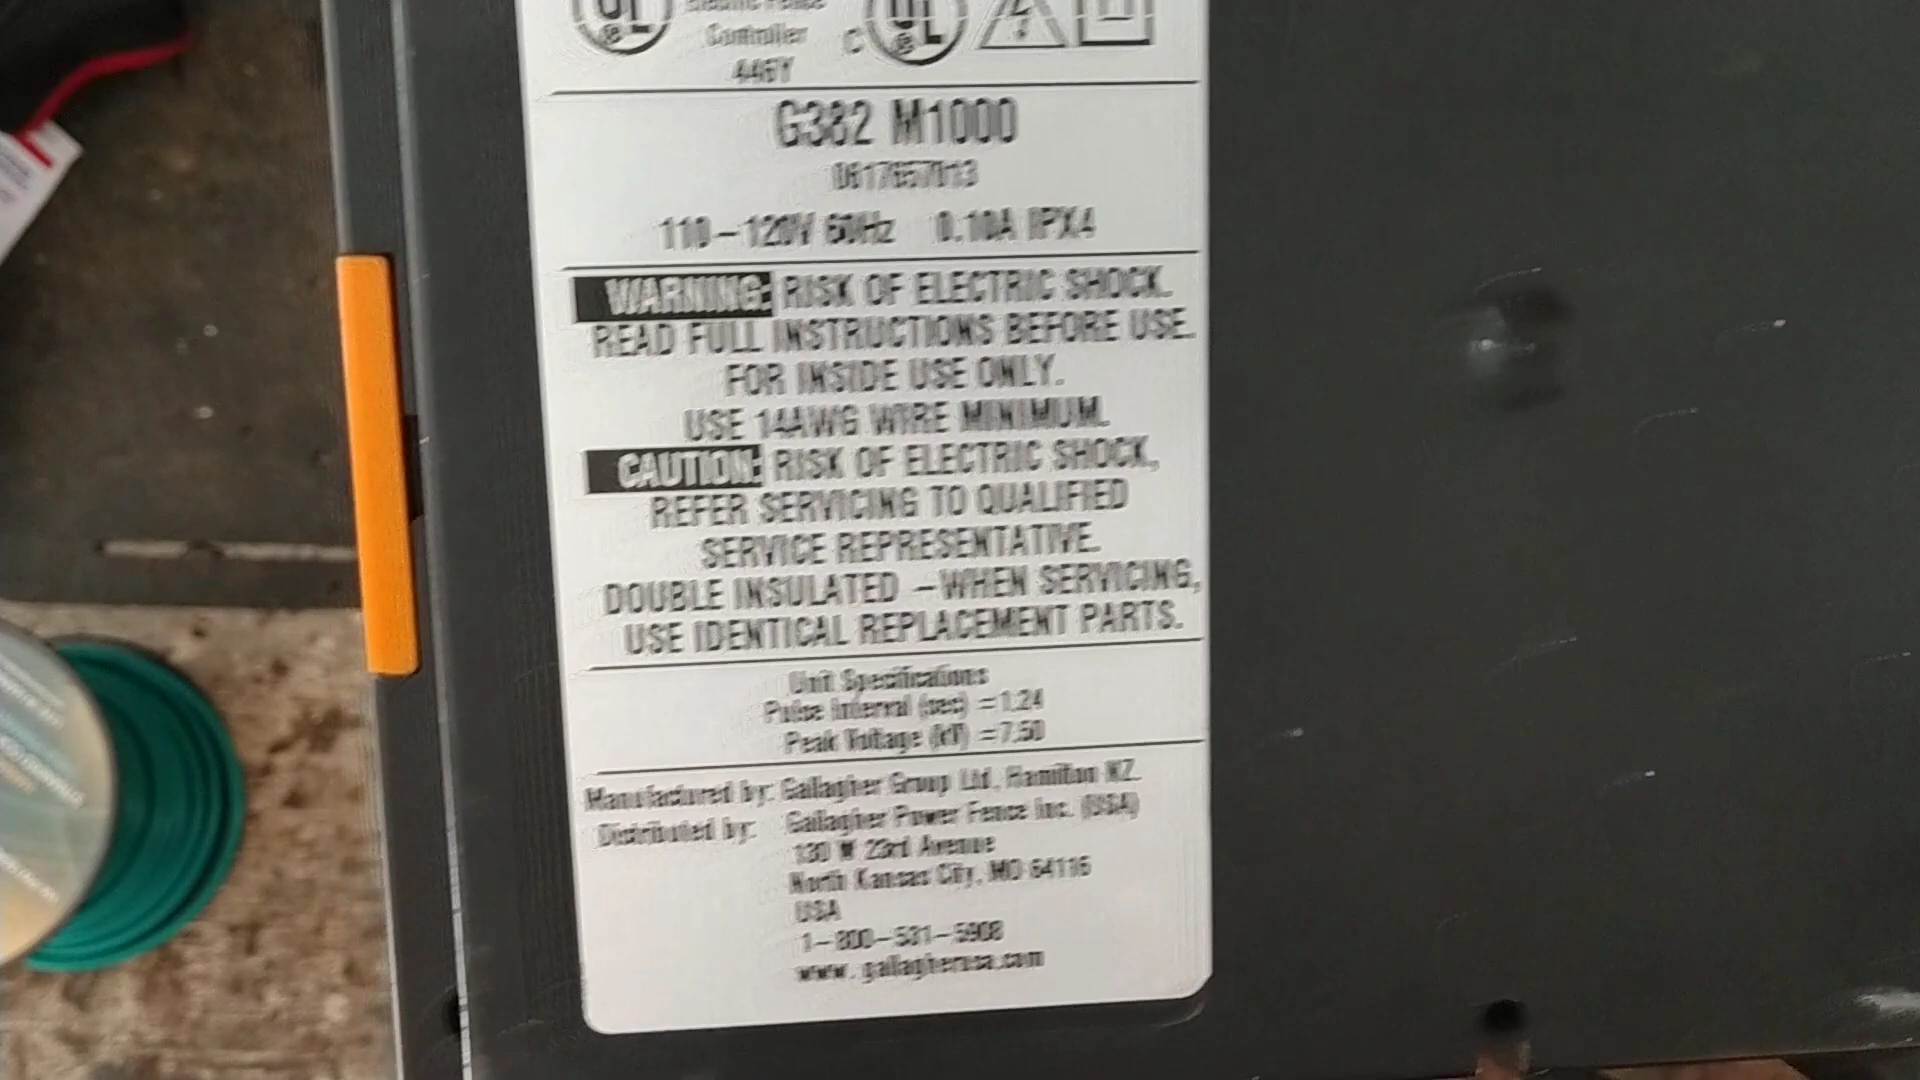 UL UL
Electric Fence
Controller C
446Y
G382 M1000
0617657013
110-120V 60Hz 0.10A IPX4
WARNING: RISK OF ELECTRIC SHOCK.
READ FULL INSTRUCTIONS BEFORE USE.
FOR INSIDE USE ONLY.
USE 14AWG WIRE MINIMUM.
CAUTION: RISK OF ELECTRIC SHOCK,
REFER SERVICING TO QUALIFIED
SERVICE REPRESENTATIVE.
DOUBLE INSULATED -WHEN SERVICING,
USE IDENTICAL REPLACEMENT PARTS.
Unit Specifications
Pulse Interval (sec) =1.24
Peak Voltage (kV) =7.50
Manufactured by: Gallagher Group Ltd, Hamilton NZ.
Distributed by: Gallagher Power Fence Inc. (USA)
130 W 23rd Avenue
North Kansas City, MO 64116
USA
1-800-531-5908
www.gallagherusa.com